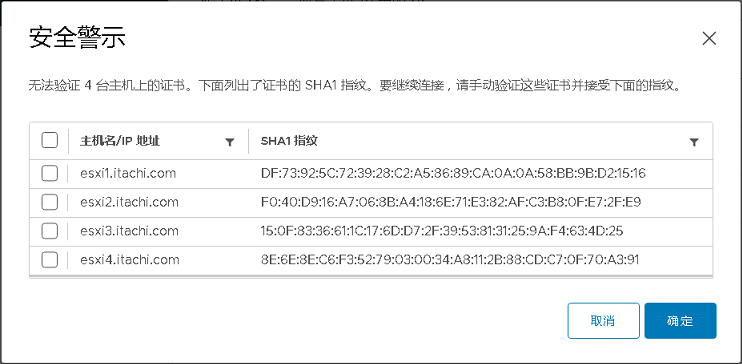 安全警示
无法验证 4 台主机上的证书。下面列出了证书的 SHA1 指纹。要继续连接，请手动验证这些证书并接受下面的指纹。
主机名/IP 地址 SHA1 指纹
esxi1.itachi.com DF:73:92:5C:72:39:28:C2:A5:86:89:CA:0A:0A:58:BB:9B:D2:15:16
esxi2.itachi.com F0:40:D9:16:A7:06:8B:A4:18:6E:71:E3:82:AF:C3:B8:0F:E7:2F:E9
esxi3.itachi.com 15:0F:83:36:61:1C:17:6D:D7:2F:39:53:81:31:25:9A:F4:63:4D:25
esxi4.itachi.com 8E:6E:8E:C6:F3:52:79:03:00:34:A8:11:2B:88:CD:C7:0F:70:A3:91
取消 确定